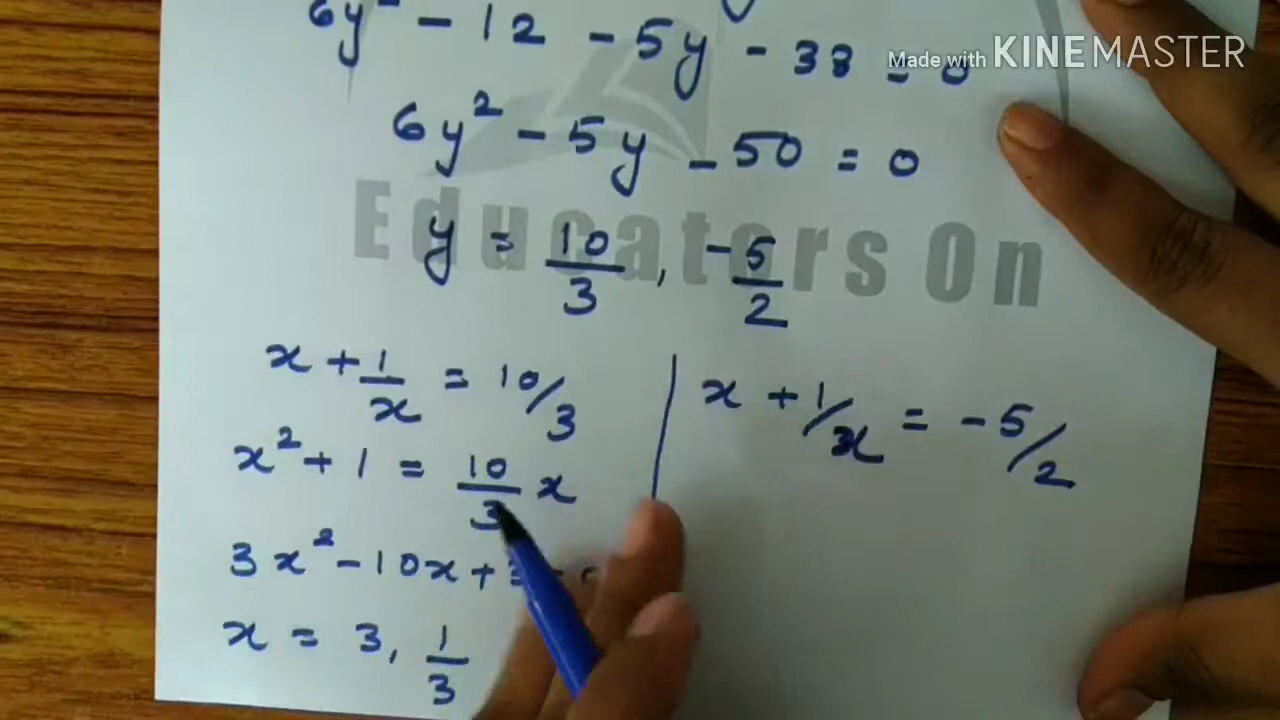 Made with KINEMASTER
6y² - 12 - 5y - 38 = 0
6y² - 5y - 50 = 0
Educators On
y = 10/3, -5/2
x + 1/x = 10/3
x² + 1 = 10/3 x
3x² - 10x +
x = 3, 1/3
x + 1/x = -5/2